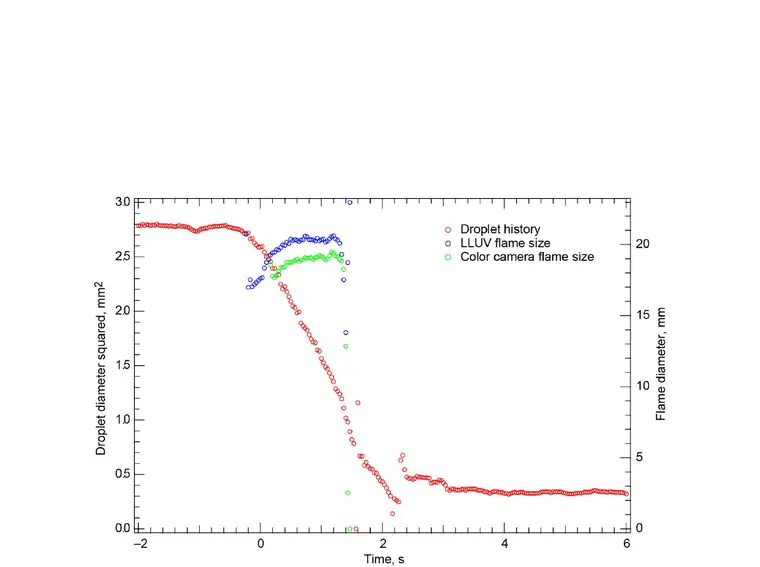 3.0
2.5
2.0
1.5
1.0
0.5
0.0
Droplet diameter squared, mm2
Droplet history
LLUV flame size
Color camera flame size
20
15
10
5
0
Flame diameter, mm
–2
0
2
4
6
Time, s